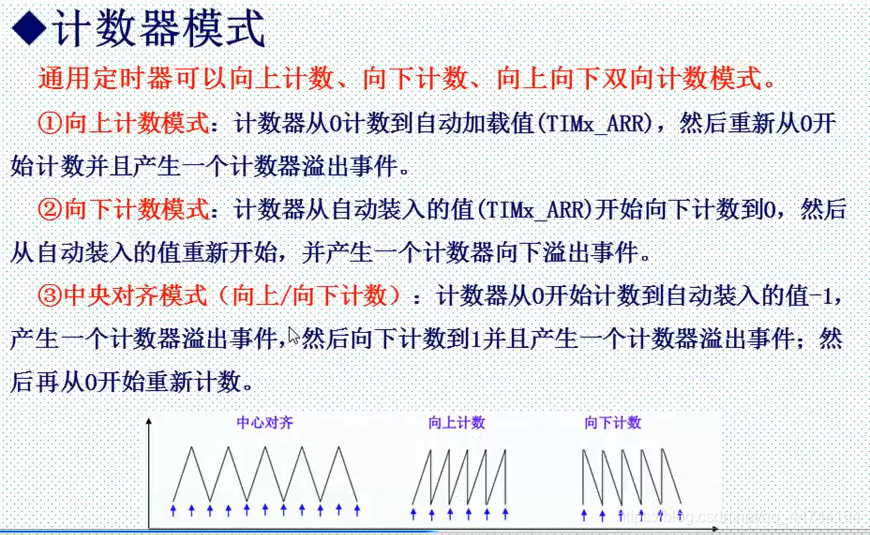 ◆计数器模式
通用定时器可以向上计数、向下计数、向上向下双向计数模式。
①向上计数模式：计数器从0计数到自动加载值(TIMx_ARR)，然后重新从0开
始计数并且产生一个计数器溢出事件。
②向下计数模式：计数器从自动装入的值(TIMx_ARR)开始向下计数到0，然后
从自动装入的值重新开始，并产生一个计数器向下溢出事件。
③中央对齐模式（向上/向下计数）：计数器从0开始计数到自动装入的值-1，
产生一个计数器溢出事件，然后向下计数到1并且产生一个计数器溢出事件；然
后再从0开始重新计数。
中心对齐 向上计数 向下计数